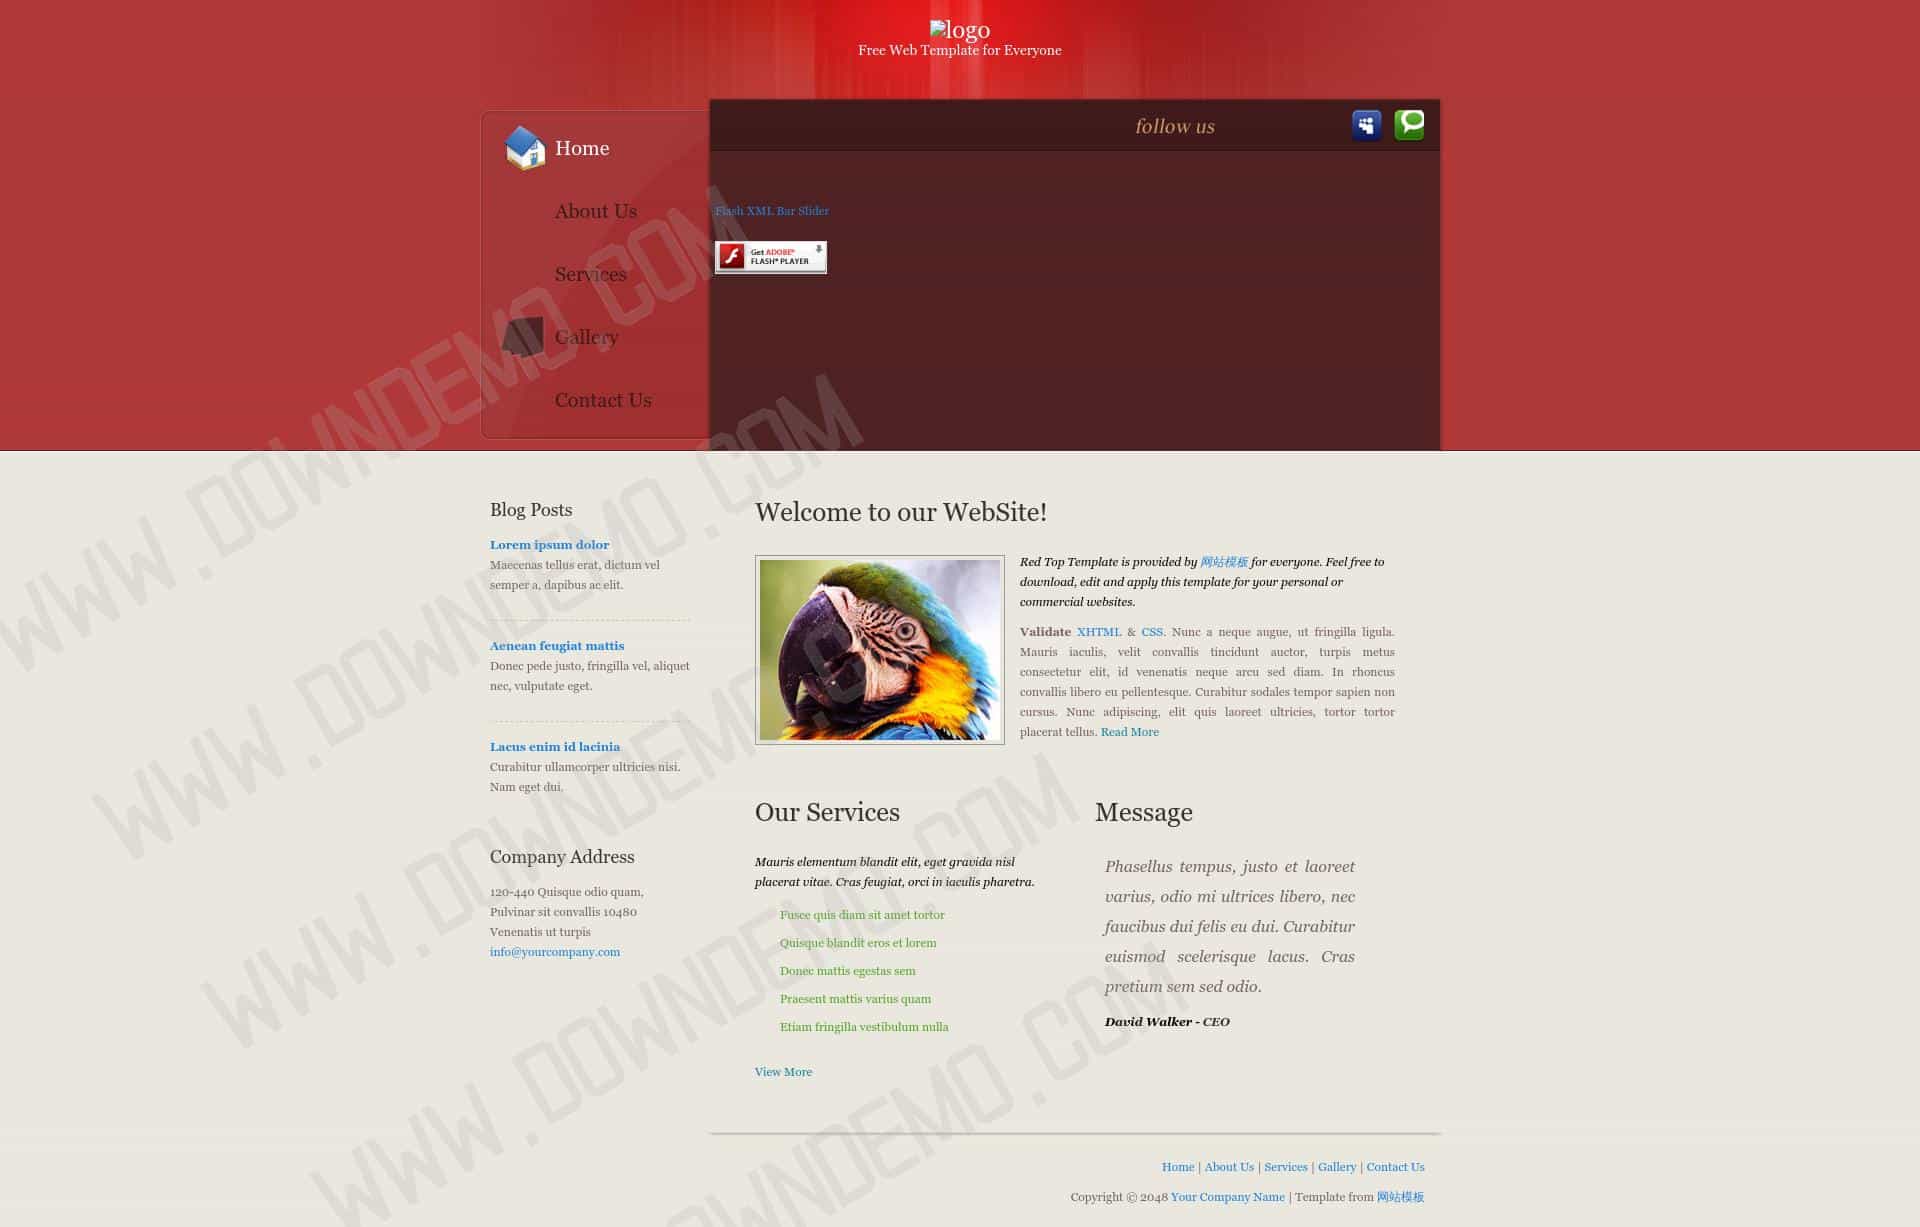 logo
Free Web Template for Everyone
follow us
Home
About Us
Services
Gallery
Contact Us
Flash XML Bar Slider
Get ADOBE®
FLASH® PLAYER
Blog Posts
Lorem ipsum dolor
Maecenas tellus erat, dictum vel
semper a, dapibus ac elit.
Aenean feugiat mattis
Donec pede justo, fringilla vel, aliquet
nec, vulputate eget.
Lacus enim id lacinia
Curabitur ullamcorper ultricies nisi.
Nam eget dui.
Company Address
120-440 Quisque odio quam,
Pulvinar sit convallis 10480
Venenatis ut turpis
info@yourcompany.com
Welcome to our WebSite!
Red Top Template is provided by 网站模板 for everyone. Feel free to
download, edit and apply this template for your personal or
commercial websites.
Validate XHTML & CSS. Nunc a neque augue, ut fringilla ligula.
Mauris iaculis, velit convallis tincidunt auctor, turpis metus
consectetur elit, id venenatis neque arcu sed diam. In rhoncus
convallis libero eu pellentesque. Curabitur sodales tempor sapien non
cursus. Nunc adipiscing, elit quis laoreet ultricies, tortor tortor
placerat tellus. Read More
Our Services
Mauris elementum blandit elit, eget gravida nisl
placerat vitae. Cras feugiat, orci in iaculis pharetra.
Fusce quis diam sit amet tortor
Quisque blandit eros et lorem
Donec mattis egestas sem
Praesent mattis varius quam
Etiam fringilla vestibulum nulla
View More
Message
Phasellus tempus, justo et laoreet
varius, odio mi ultrices libero, nec
faucibus dui felis eu dui. Curabitur
euismod scelerisque lacus. Cras
pretium sem sed odio.
David Walker - CEO
Home | About Us | Services | Gallery | Contact Us
Copyright © 2048 Your Company Name | Template from 网站模板
WWW.DOWNDEMO.COM
WWW.DOWNDEMO.COM
WWW.DOWNDEMO.COM
WWW.DOWNDEMO.COM
WNDEMO.COM